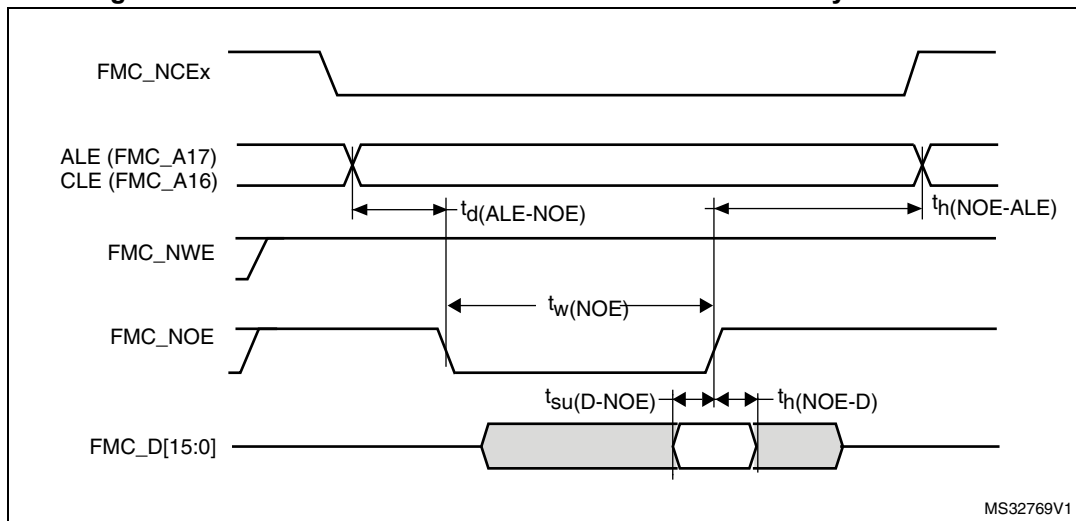 FMC_NCEx
ALE (FMC_A17)
CLE (FMC_A16)
td(ALE-NOE)
th(NOE-ALE)
FMC_NWE
tw(NOE)
FMC_NOE
tsu(D-NOE)
th(NOE-D)
FMC_D[15:0]
MS32769V1